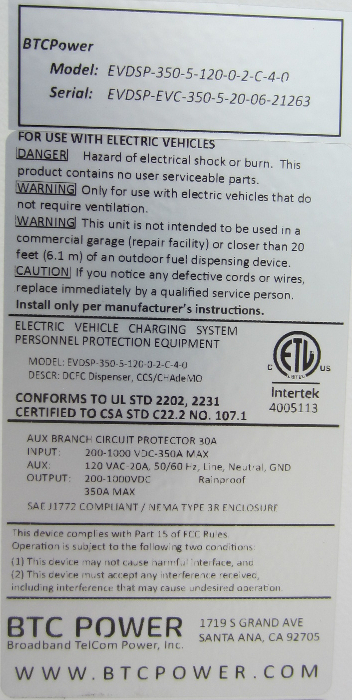 BTCPower
Model: EVDSP-350-5-120-0-2-C-4-0
Serial: EVDSP-EVC-350-5-20-06-21263
FOR USE WITH ELECTRIC VEHICLES
DANGER Hazard of electrical shock or burn. This
product contains no user serviceable parts.
WARNING Only for use with electric vehicles that do
not require ventilation.
WARNING This unit is not intended to be used in a
commercial garage (repair facility) or closer than 20
feet (6.1 m) of an outdoor fuel dispensing device.
CAUTION If you notice any defective cords or wires,
replace immediately by a qualified service person.
Install only per manufacturer's instructions.
ELECTRIC VEHICLE CHARGING SYSTEM
PERSONNEL PROTECTION EQUIPMENT
MODEL: EVDSP-350-5-120-0-2-C-4-0
DESCR: DCFC Dispenser, CCS/CHAdeMO
CONFORMS TO UL STD 2202, 2231
CERTIFIED TO CSA STD C22.2 NO. 107.1
C ETL US
LISTED
Intertek
4005113
AUX BRANCH CIRCUIT PROTECTOR 30A
INPUT: 200-1000 VDC-350A MAX
AUX: 120 VAC-20A, 50/60 Hz, Line, Neutral, GND
OUTPUT: 200-1000VDC Rainproof
350A MAX
SAE J1772 COMPLIANT / NEMA TYPE 3R ENCLOSURE
This device complies with Part 15 of FCC Rules
Operation is subject to the following two conditions:
(1) This device may not cause harmful interface, and
(2) This device must accept any interference received,
including interference that may cause undesired operation
BTC POWER
Broadband TelCom Power, Inc.
1719 S GRAND AVE
SANTA ANA, CA 92705
WWW.BTCPOWER.COM